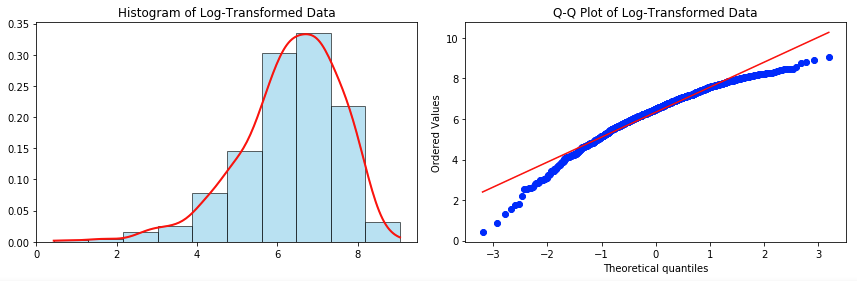 Histogram of Log-Transformed Data
0.35
0.30
0.25
0.20
0.15
0.10
0.05
0.00
0 2 4 6 8
Q-Q Plot of Log-Transformed Data
Ordered Values
10
8
6
4
2
0
−3 −2 −1 0 1 2 3
Theoretical quantiles